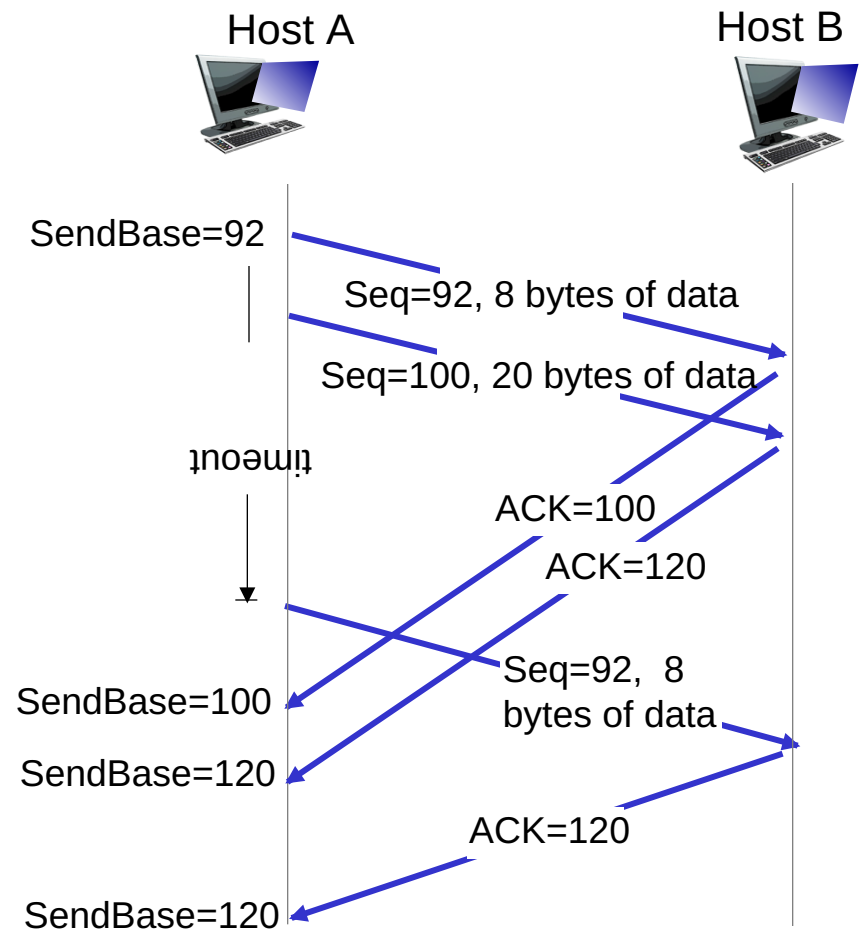 Host A
Host B
SendBase=92
Seq=92, 8 bytes of data
Seq=100, 20 bytes of data
timeout
ACK=100
ACK=120
Seq=92, 8
bytes of data
SendBase=100
SendBase=120
ACK=120
SendBase=120